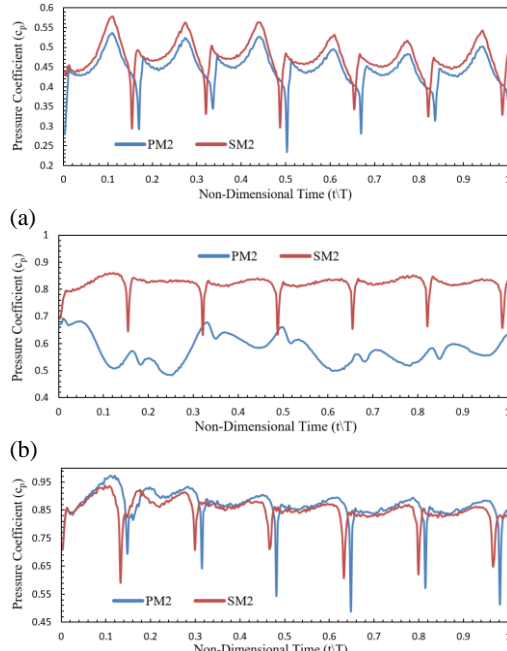 Pressure Coefficient (cp)
0.6
0.55
0.5
0.45
0.4
0.35
0.3
0.25
0.2
PM2 SM2
0 0.1 0.2 0.3 0.4 0.5 0.6 0.7 0.8 0.9 1
Non-Dimensional Time (t\T)
(a)
Pressure Coefficient (cp)
1
0.9
0.8
0.7
0.6
0.5
0.4
PM2 SM2
0 0.1 0.2 0.3 0.4 0.5 0.6 0.7 0.8 0.9 1
Non-Dimensional Time (t\T)
(b)
Pressure Coefficient (cp)
0.95
0.85
0.75
0.65
0.55
0.45
PM2 SM2
0 0.1 0.2 0.3 0.4 0.5 0.6 0.7 0.8 0.9 1
Non-Dimensional Time (t\T)